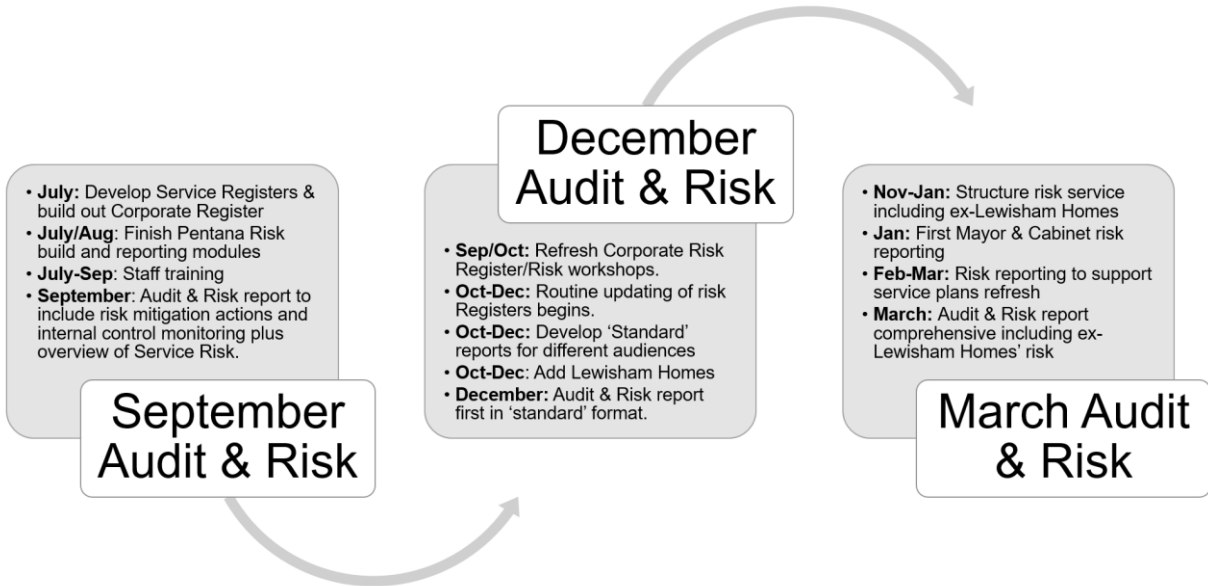 • July: Develop Service Registers &
build out Corporate Register
• July/Aug: Finish Pentana Risk
build and reporting modules
• July-Sep: Staff training
• September: Audit & Risk report to
include risk mitigation actions and
internal control monitoring plus
overview of Service Risk.
September
Audit & Risk
December
Audit & Risk
• Sep/Oct: Refresh Corporate Risk
Register/Risk workshops.
• Oct-Dec: Routine updating of risk
Registers begins.
• Oct-Dec: Develop ‘Standard’
reports for different audiences
• Oct-Dec: Add Lewisham Homes
• December: Audit & Risk report
first in ‘standard’ format.
• Nov-Jan: Structure risk service
including ex-Lewisham Homes
• Jan: First Mayor & Cabinet risk
reporting
• Feb-Mar: Risk reporting to support
service plans refresh
• March: Audit & Risk report
comprehensive including ex-
Lewisham Homes’ risk
March Audit
& Risk